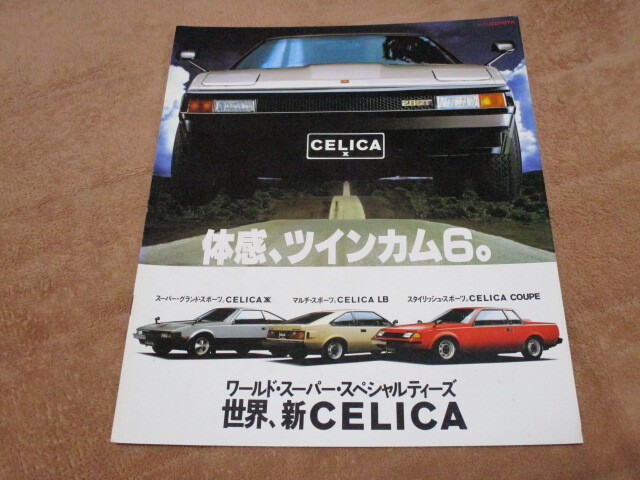 TOYOTA
2.8GT
CELICA
X
体感、ツインカム6。
スーパー・グランド・スポーツ、CELICA XX マルチ・スポーツ、CELICA LB スタイリッシュ・スポーツ、CELICA COUPE
ワールド・スーパー・スペシャルティーズ
世界、新CELICA